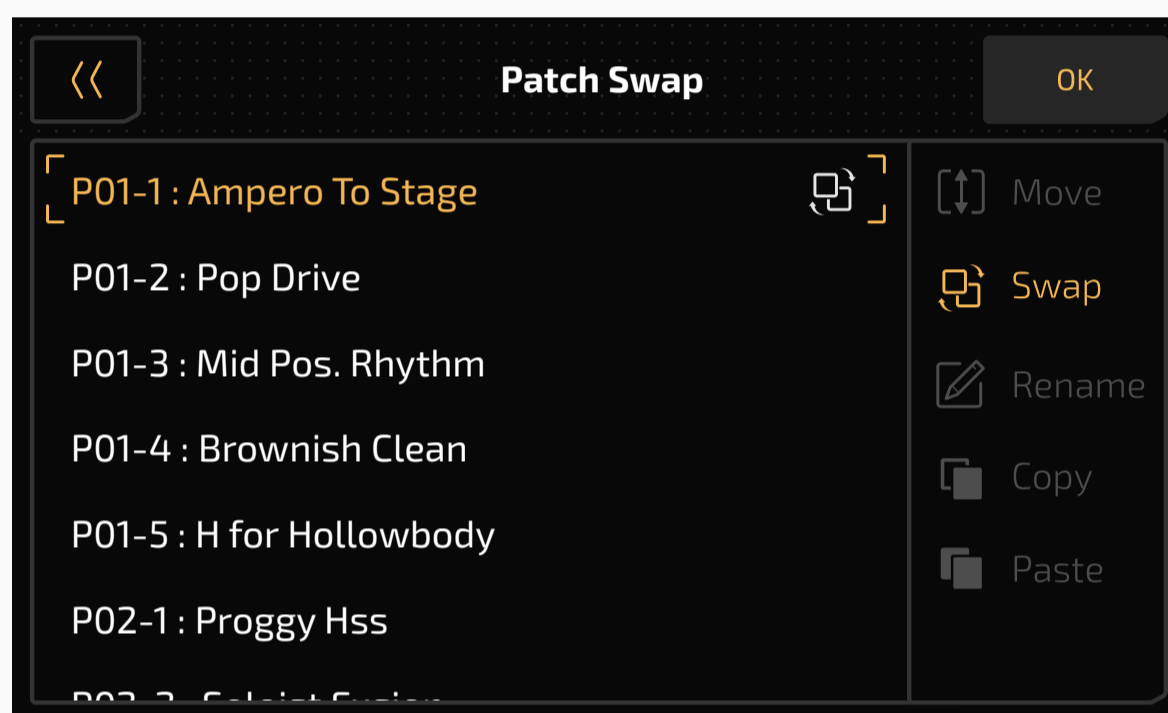 Patch Swap
OK
P01-1 : Ampero To Stage
P01-2 : Pop Drive
P01-3 : Mid Pos. Rhythm
P01-4 : Brownish Clean
P01-5 : H for Hollowbody
P02-1 : Proggy Hss
Move
Swap
Rename
Copy
Paste